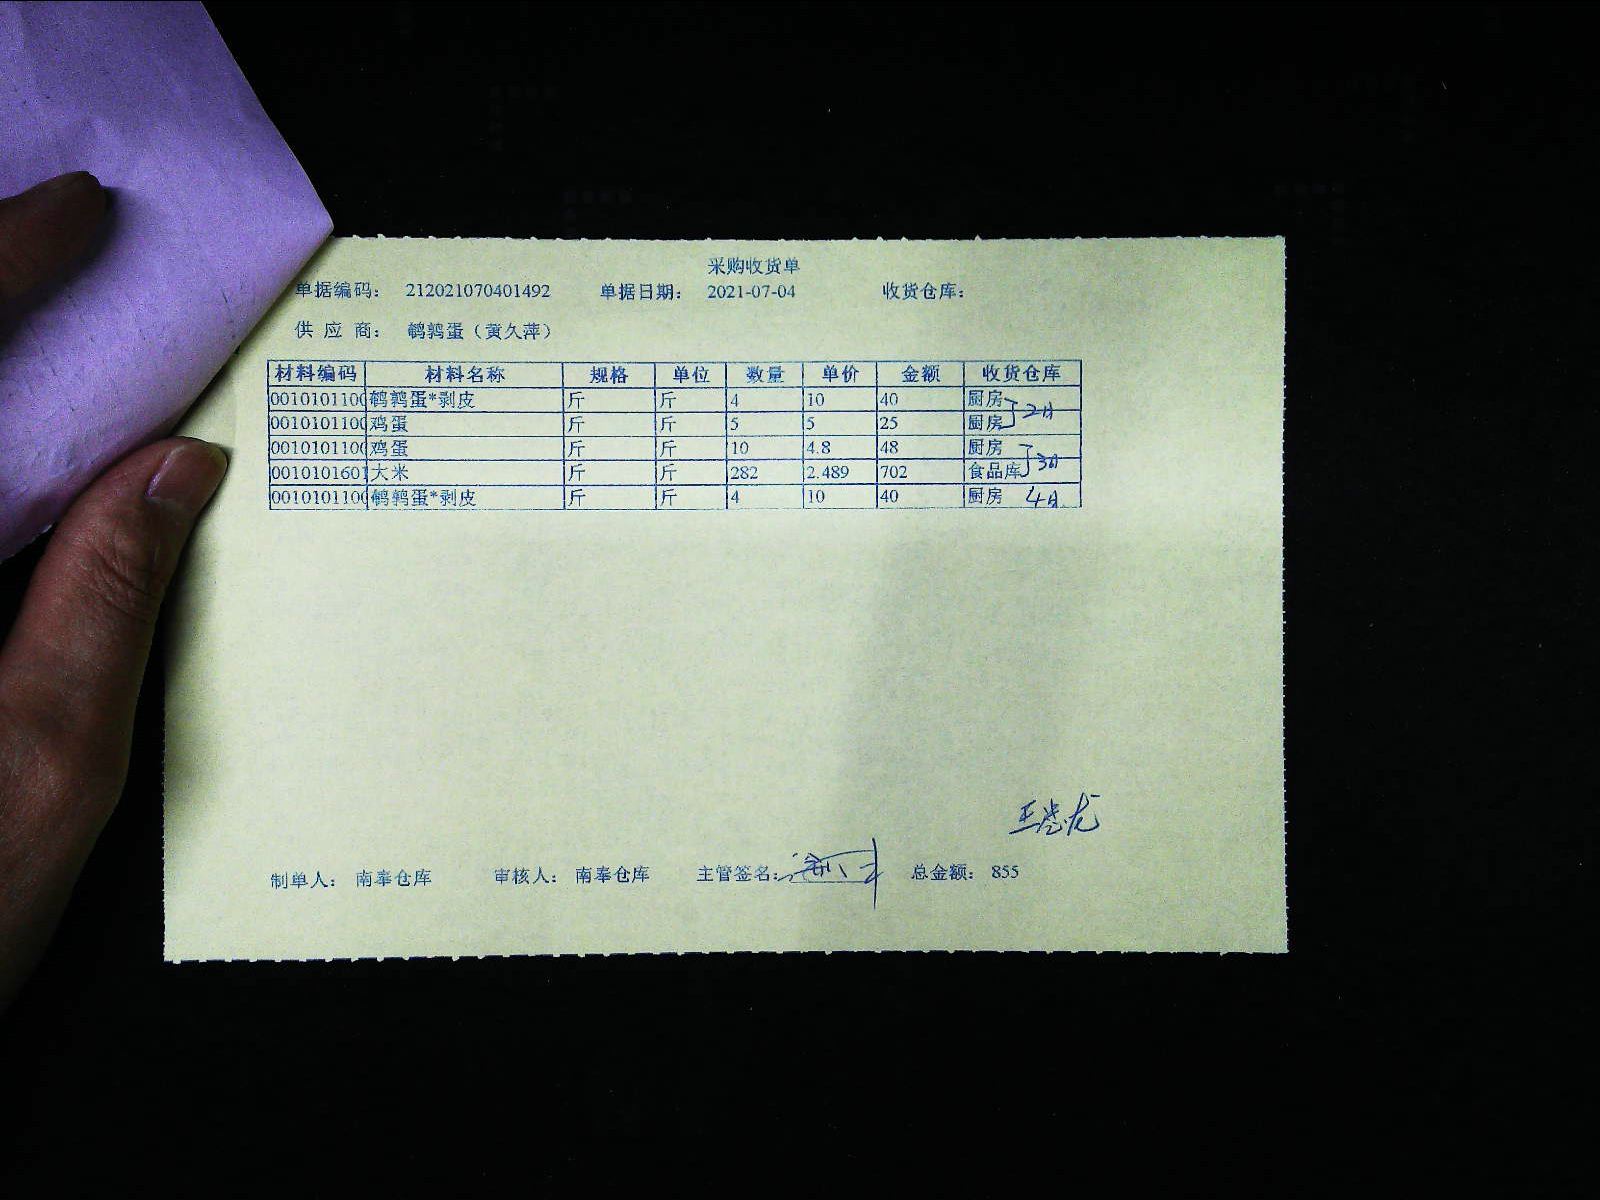 采购收货单
单据编码： 212021070401492 单据日期： 2021-07-04 收货仓库：
供 应 商： 鹌鹑蛋（黄久萍）
材料编码 材料名称 规格 单位 数量 单价 金额 收货仓库
0010101100 鹌鹑蛋*剥皮 斤 斤 4 10 40 厨房
0010101100 鸡蛋 斤 斤 5 5 25 厨房 2日
0010101100 鸡蛋 斤 斤 10 4.8 48 厨房
0010101601 大米 斤 斤 282 2.489 702 食品库 3日
0010101100 鹌鹑蛋*剥皮 斤 斤 4 10 40 厨房 4日
制单人： 南奉仓库 审核人： 南奉仓库 主管签名： 总金额： 855